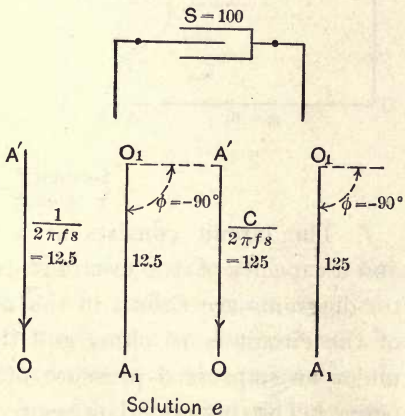 S=100
A′ O₁ A′ O₁
ϕ=−90° ϕ=−90°
1/2πfs =12.5 12.5 C/2πfs =125 125
O A₁ O A₁
Solution e